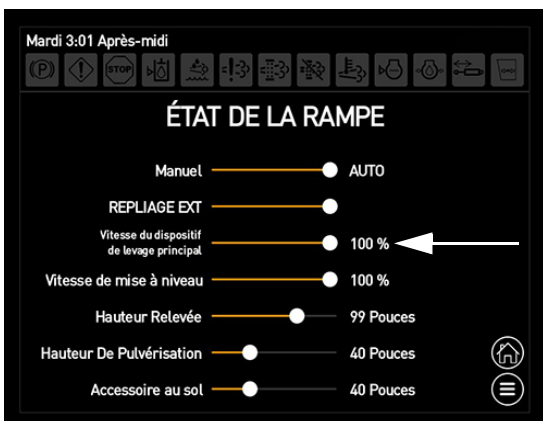 Mardi 3:01 Après-midi
(P) STOP
ÉTAT DE LA RAMPE
Manuel AUTO
REPLIAGE EXT
Vitesse du dispositif
de levage principal 100 %
Vitesse de mise à niveau 100 %
Hauteur Relevée 99 Pouces
Hauteur De Pulvérisation 40 Pouces
Accessoire au sol 40 Pouces